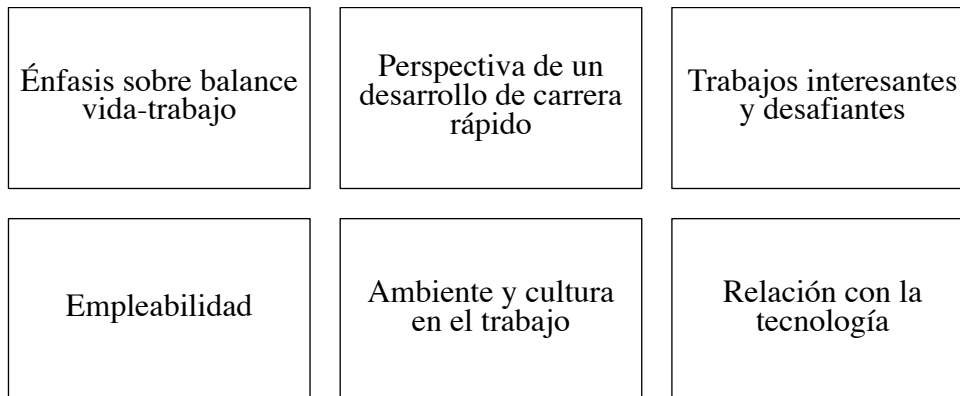 Énfasis sobre balance
vida-trabajo
Perspectiva de un
desarrollo de carrera
rápido
Trabajos interesantes
y desafiantes
Empleabilidad
Ambiente y cultura
en el trabajo
Relación con la
tecnología